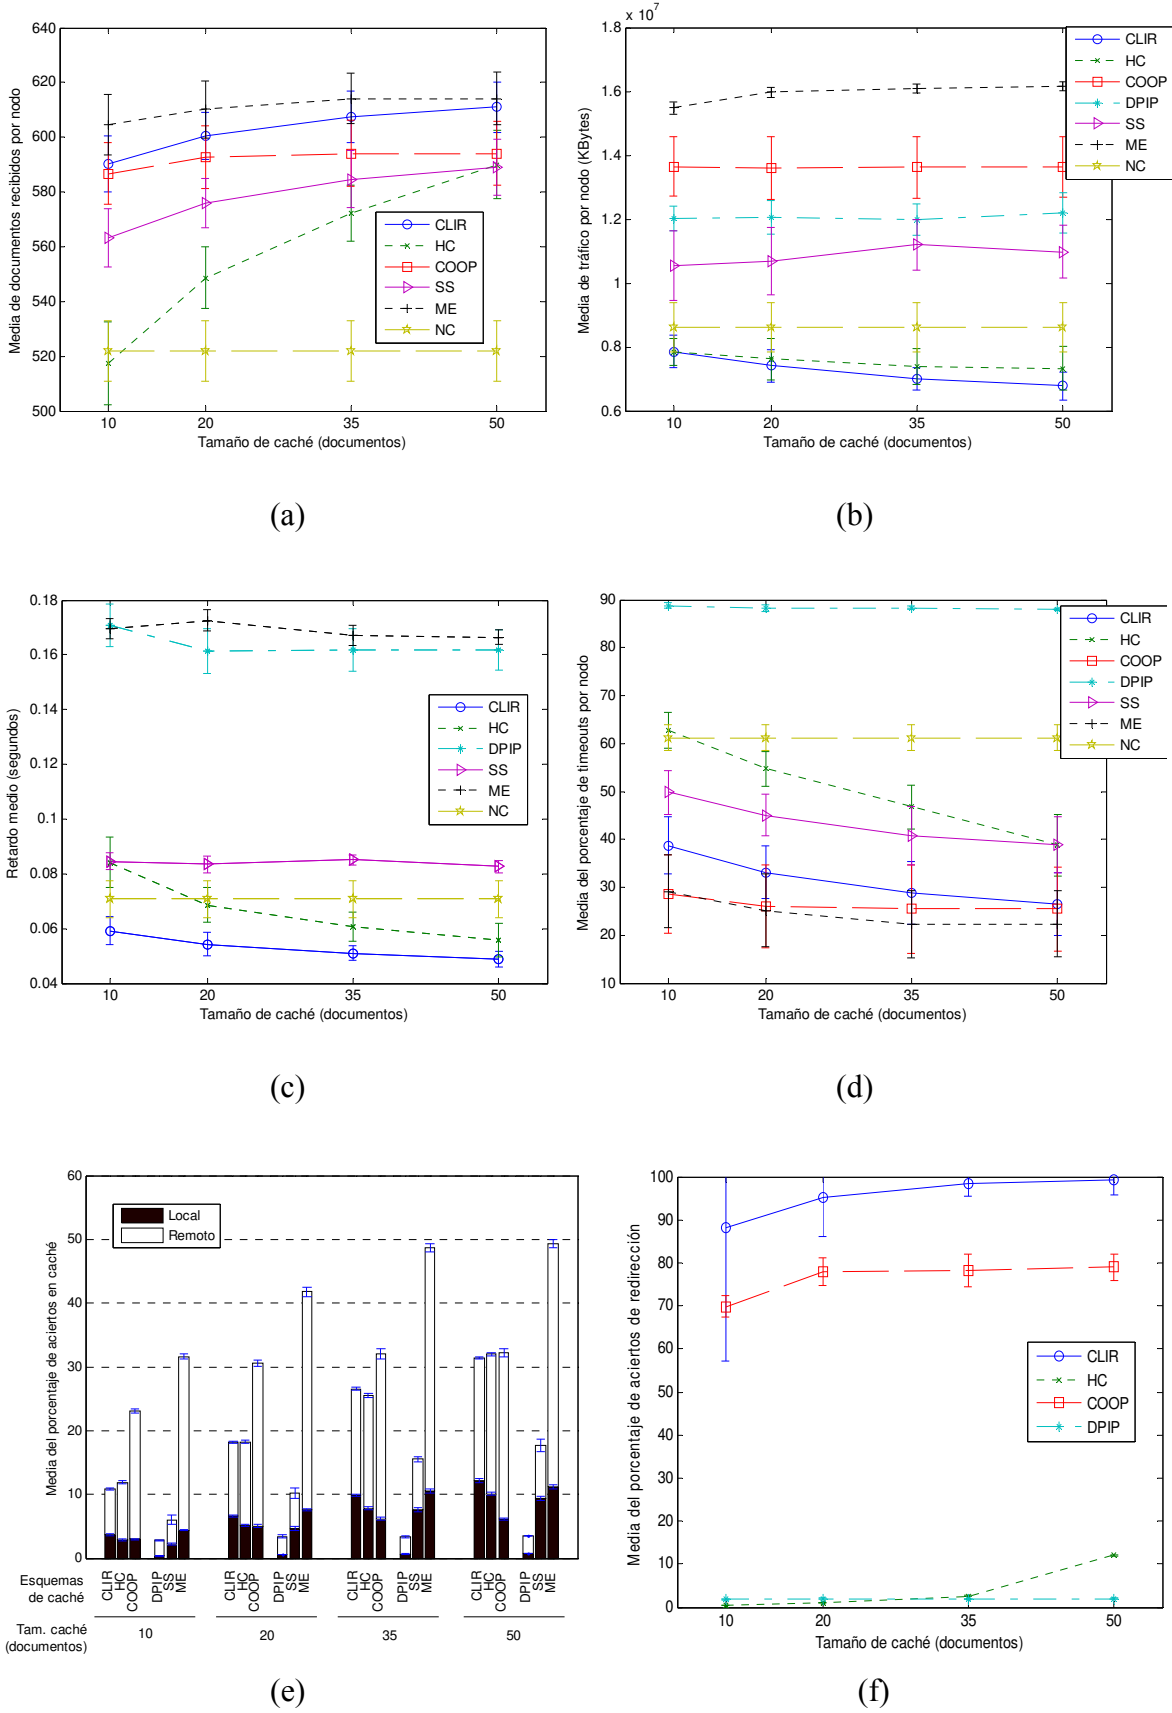 640
620
600
580
560
540
520
500
10
20
35
50
Media de documentos recibidos por nodo
Tamaño de caché (documentos)
CLIR
HC
COOP
SS
ME
NC
(a)
x 10^7
1.8
1.6
1.4
1.2
1
0.8
0.6
10
20
35
50
Media de tráfico por nodo (KBytes)
Tamaño de caché (documentos)
CLIR
HC
COOP
DPIP
SS
ME
NC
(b)
0.18
0.16
0.14
0.12
0.1
0.08
0.06
0.04
10
20
35
50
Retardo medio (segundos)
Tamaño de caché (documentos)
CLIR
HC
DPIP
SS
ME
NC
(c)
90
80
70
60
50
40
30
20
10
10
20
35
50
Media del porcentaje de timeouts por nodo
Tamaño de caché (documentos)
CLIR
HC
COOP
DPIP
SS
ME
NC
(d)
60
50
40
30
20
10
0
Media del porcentaje de aciertos en caché
Local
Remoto
Esquemas
de caché
CLIR
HC
COOP
DPIP
SS
ME
CLIR
HC
COOP
DPIP
SS
ME
CLIR
HC
COOP
DPIP
SS
ME
CLIR
HC
COOP
DPIP
SS
ME
Tam. caché
(documentos)
10
20
35
50
(e)
100
90
80
70
60
50
40
30
20
10
0
10
20
35
50
Media del porcentaje de aciertos de redirección
Tamaño de caché (documentos)
CLIR
HC
COOP
DPIP
(f)